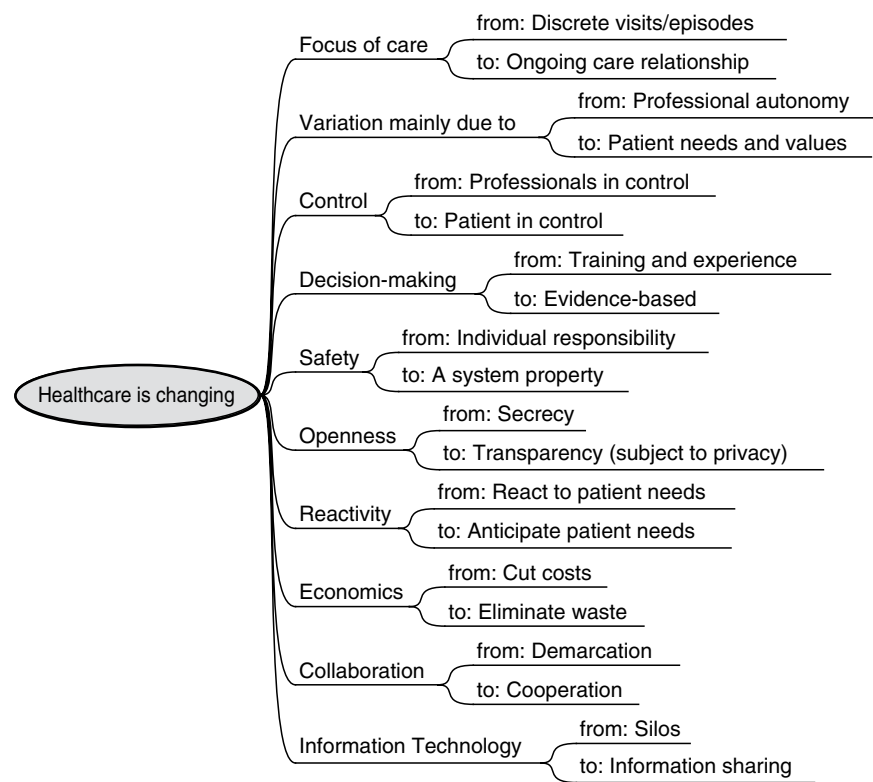 Healthcare is changing
Focus of care
from: Discrete visits/episodes
to: Ongoing care relationship
Variation mainly due to
from: Professional autonomy
to: Patient needs and values
Control
from: Professionals in control
to: Patient in control
Decision-making
from: Training and experience
to: Evidence-based
Safety
from: Individual responsibility
to: A system property
Openness
from: Secrecy
to: Transparency (subject to privacy)
Reactivity
from: React to patient needs
to: Anticipate patient needs
Economics
from: Cut costs
to: Eliminate waste
Collaboration
from: Demarcation
to: Cooperation
Information Technology
from: Silos
to: Information sharing